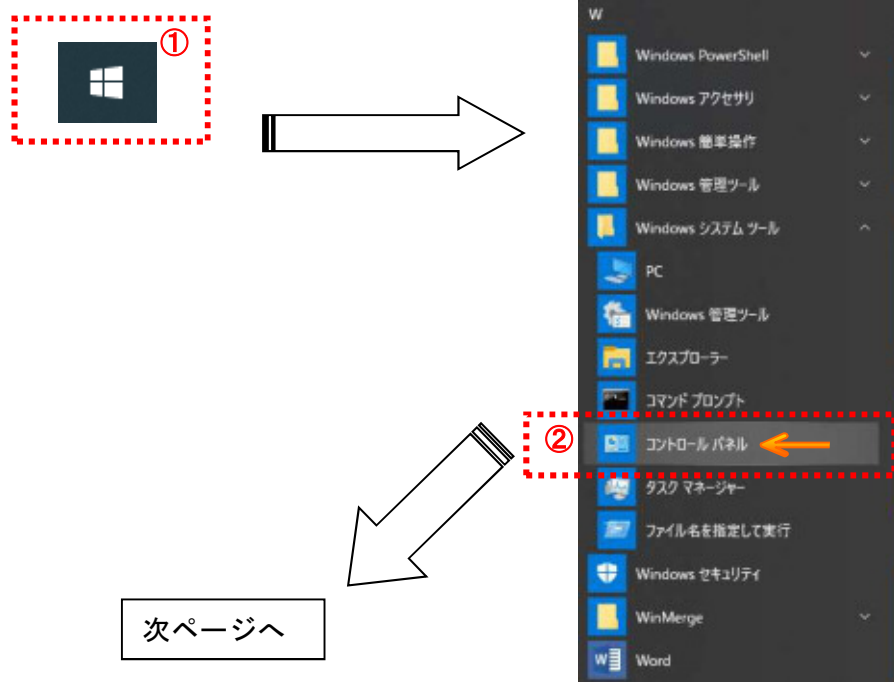 ①
W
Windows PowerShell
Windows アクセサリ
Windows 簡単操作
Windows 管理ツール
Windows システム ツール
PC
Windows 管理ツール
エクスプローラー
コマンド プロンプト
② コントロール パネル
タスク マネージャー
ファイル名を指定して実行
Windows セキュリティ
WinMerge
Word
次ページへ